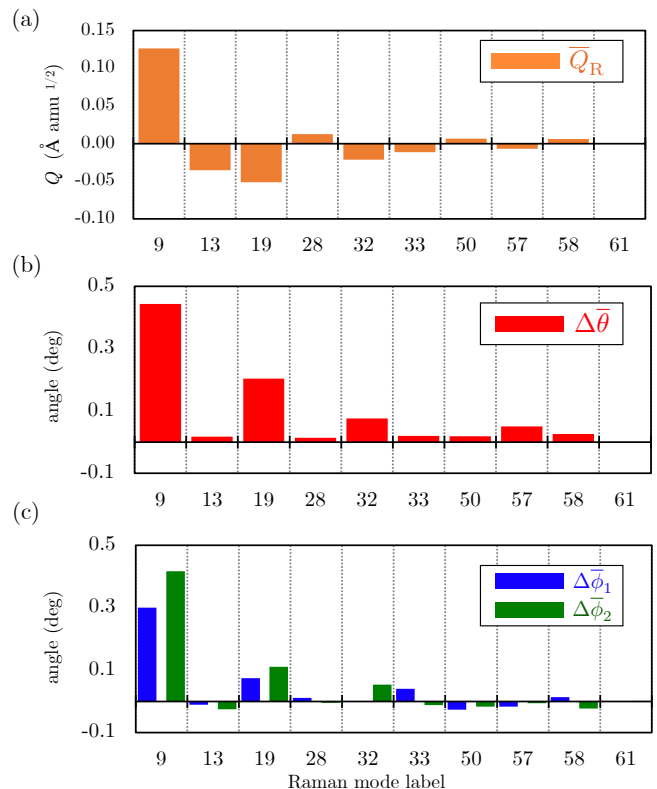 (a)
0.15
0.10
0.05
0.00
-0.05
-0.10
Q (Å amu 1/2)
Q̅R
9 13 19 28 32 33 50 57 58 61
(b)
0.5
0.3
0.1
-0.1
angle (deg)
Δθ̅
9 13 19 28 32 33 50 57 58 61
(c)
0.5
0.3
0.1
-0.1
angle (deg)
Δϕ̅1
Δϕ̅2
9 13 19 28 32 33 50 57 58 61
Raman mode label